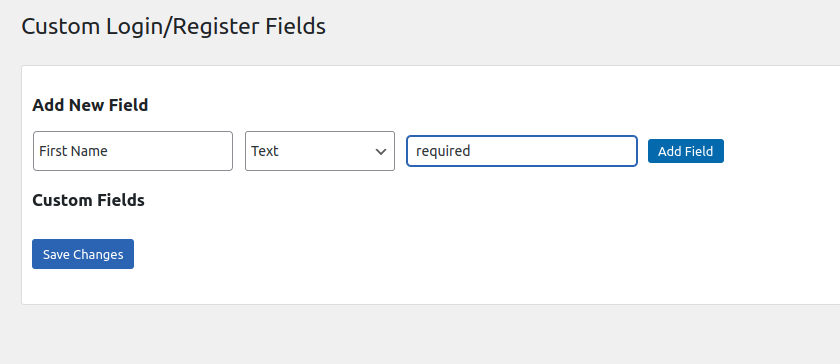 Custom Login/Register Fields
Add New Field
First Name Text required Add Field
Custom Fields
Save Changes